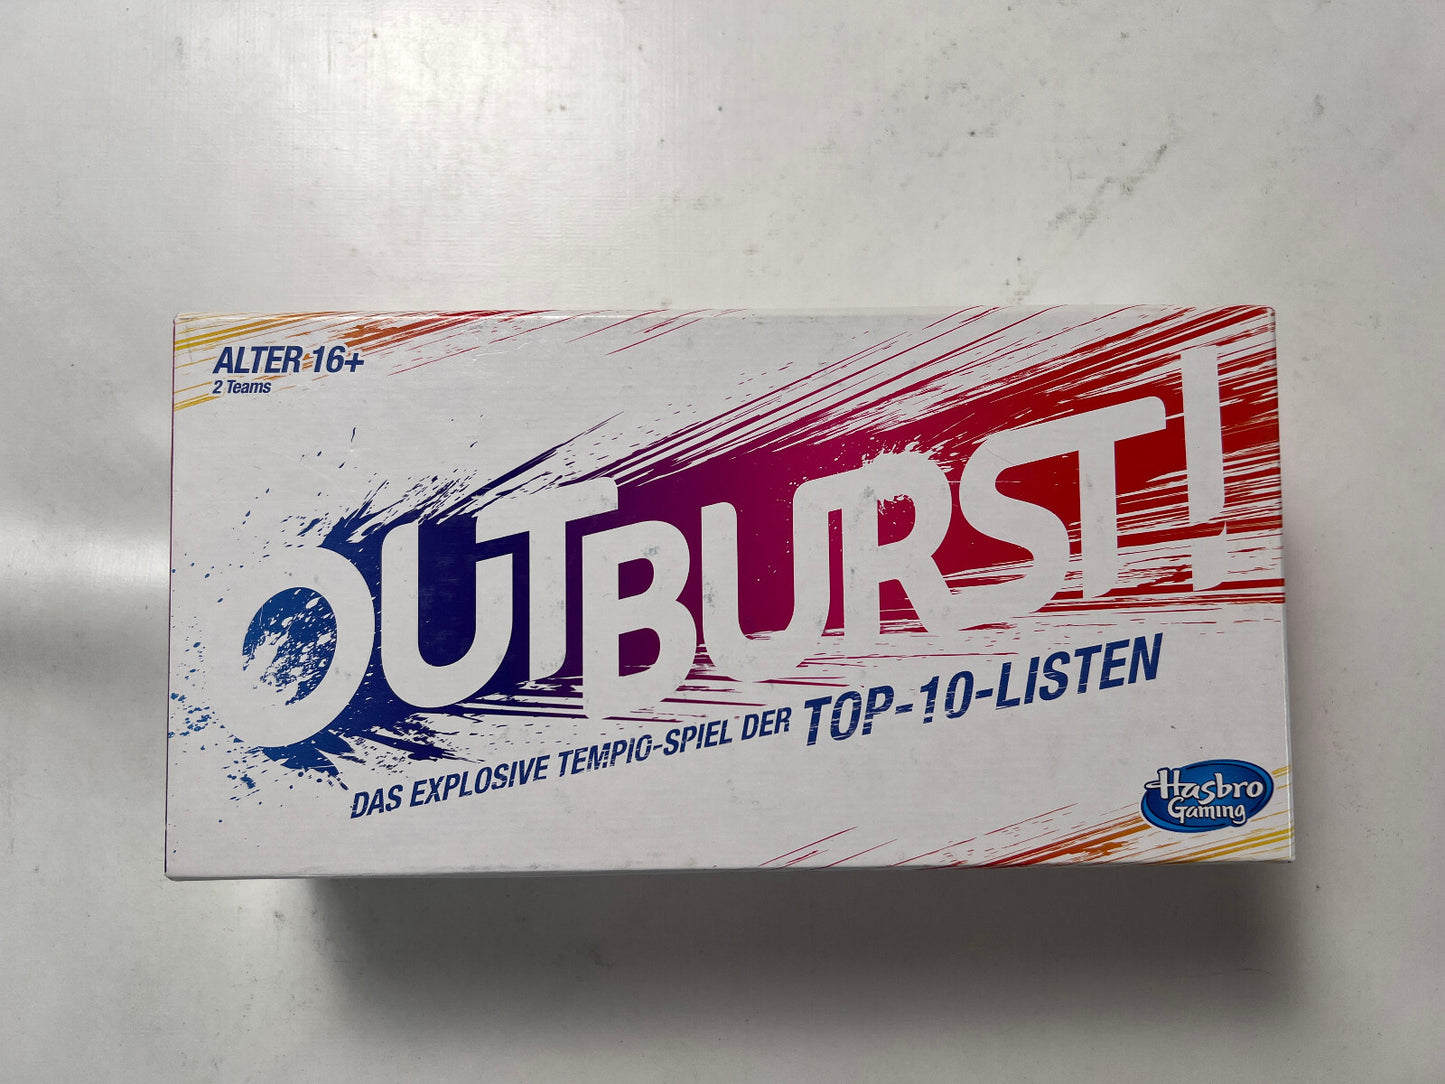 ALTER 16+
2 Teams
OUTBURST!
DAS EXPLOSIVE TEMPIO-SPIEL DER TOP-10-LISTEN
Hasbro
Gaming